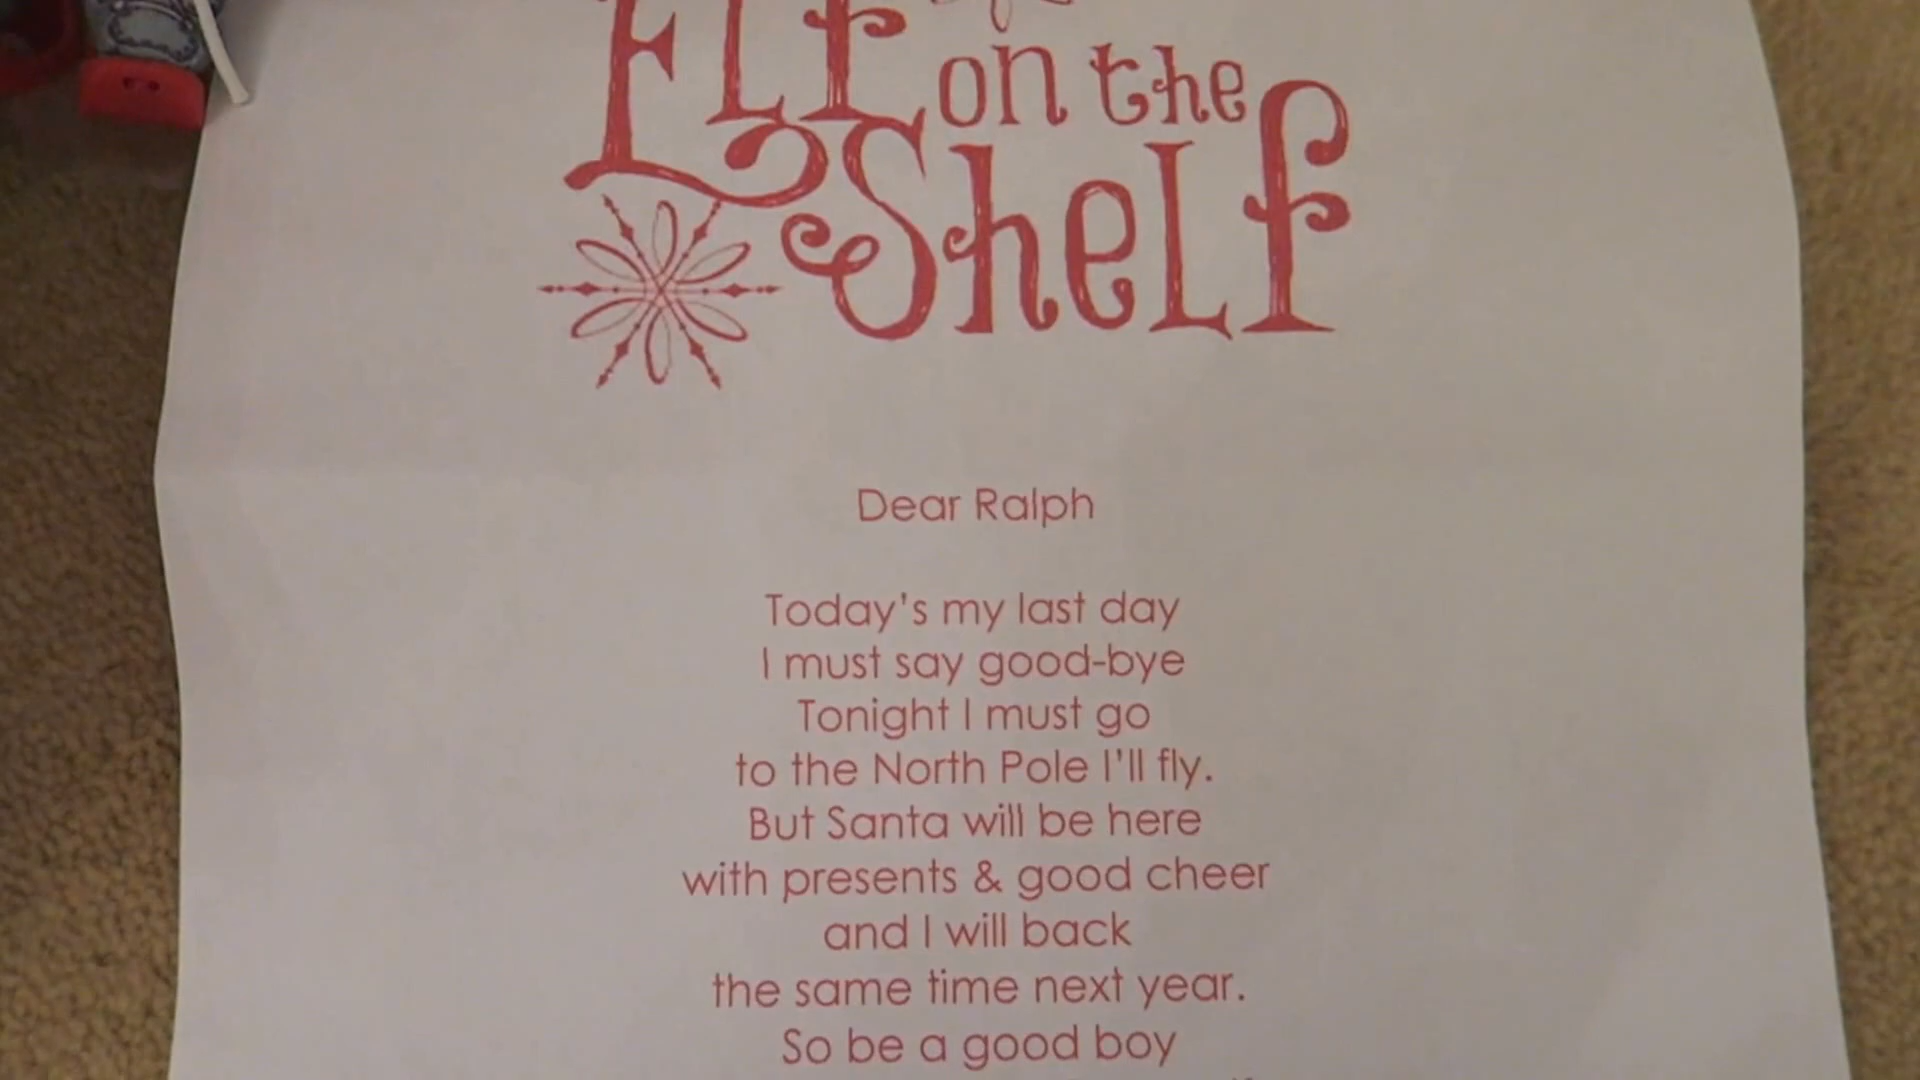 Elf on the
Shelf
Dear Ralph
Today's my last day
I must say good-bye
Tonight I must go
to the North Pole I'll fly.
But Santa will be here
with presents & good cheer
and I will back
the same time next year.
So be a good boy